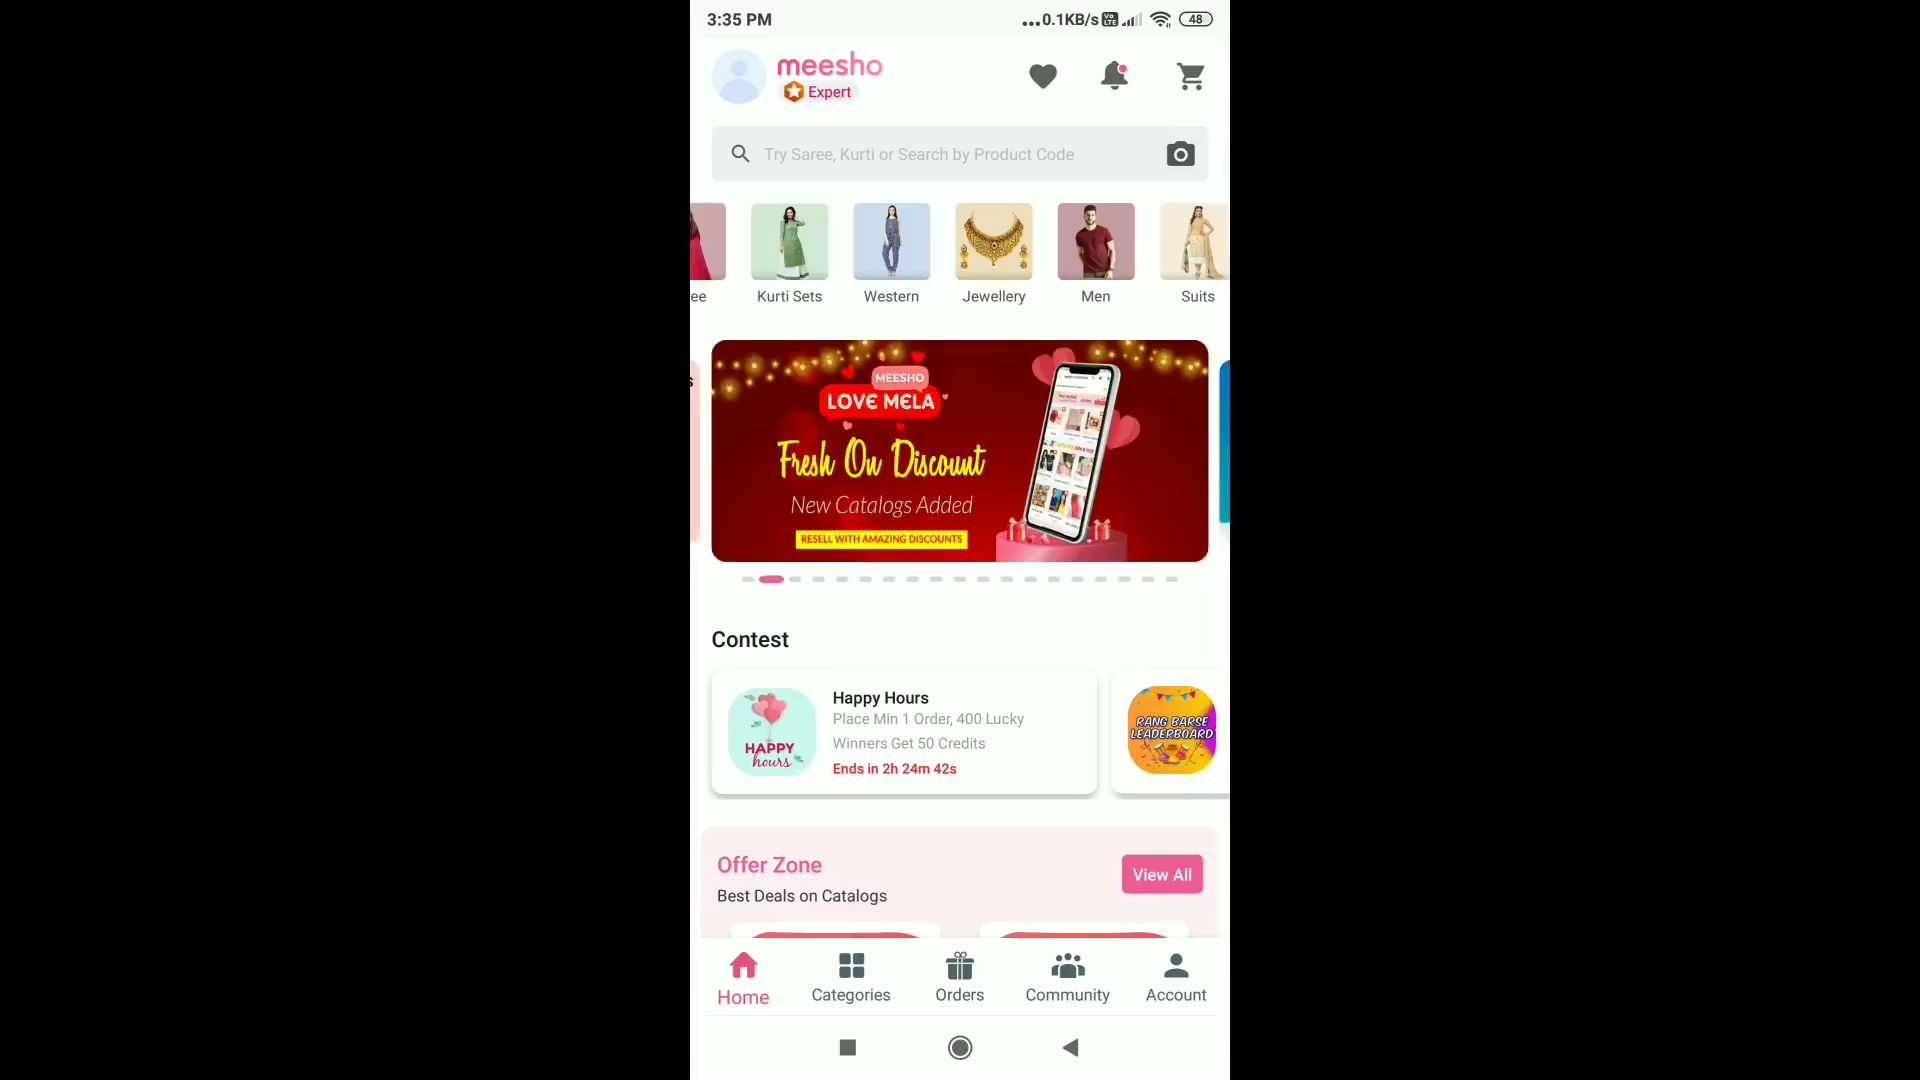 3:35 PM
...0.1KB/s Vo LTE 48
meesho
Expert
Try Saree, Kurti or Search by Product Code
ee
Kurti Sets
Western
Jewellery
Men
Suits
s
MEESHO
LOVE MELA
Fresh On Discount
New Catalogs Added
RESELL WITH AMAZING DISCOUNTS
Contest
Happy Hours
Place Min 1 Order, 400 Lucky
Winners Get 50 Credits
Ends in 2h 24m 42s
HAPPY
hours
RANG BARSE
LEADERBOARD
Offer Zone
Best Deals on Catalogs
View All
Home
Categories
Orders
Community
Account